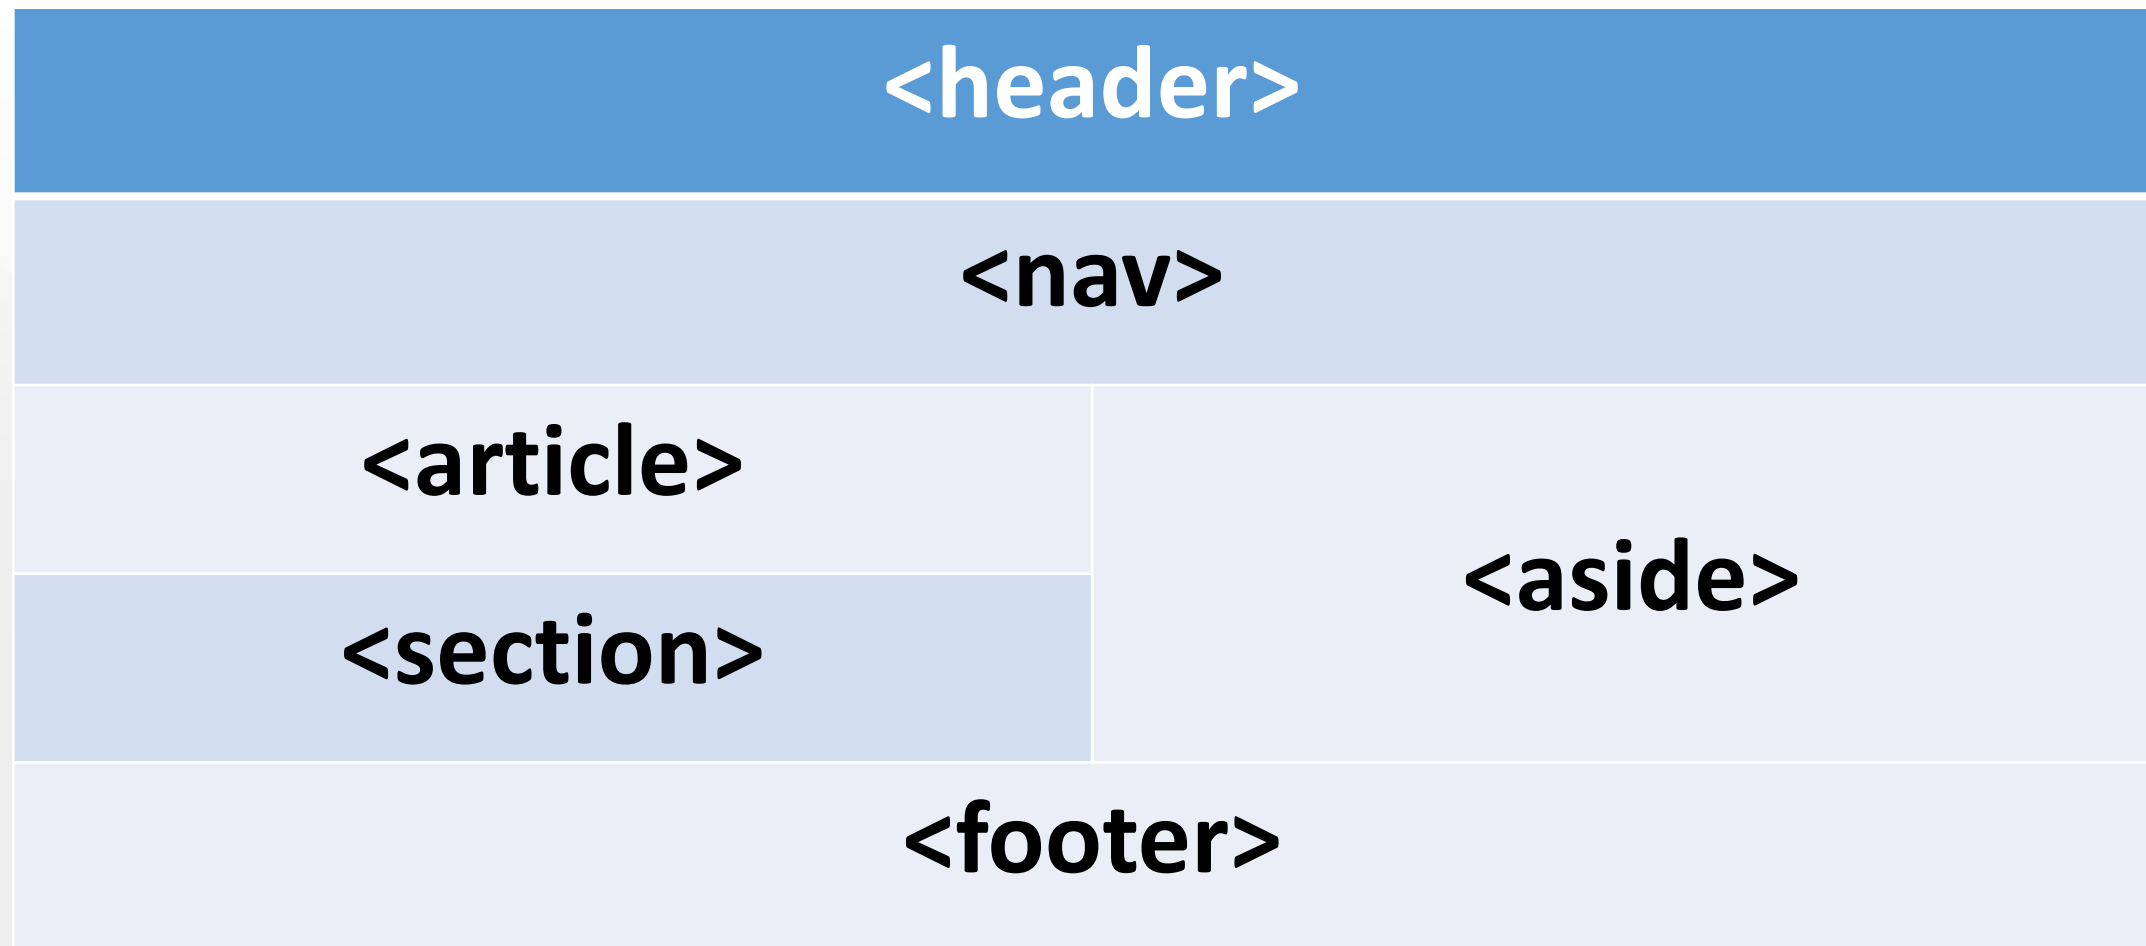 <header>
<nav>
<article>
<section>
<aside>
<footer>